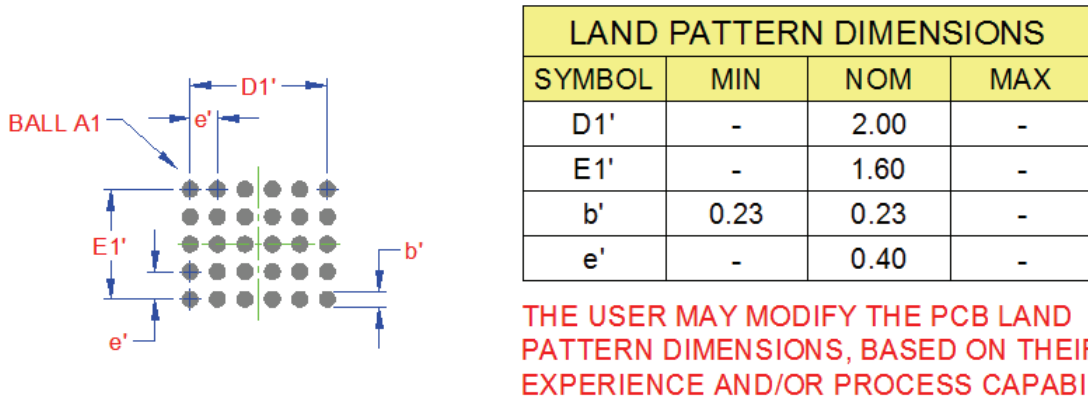 D1'
e'
BALL A1
E1'
b'
e'
LAND PATTERN DIMENSIONS
SYMBOL MIN NOM MAX
D1' - 2.00 -
E1' - 1.60 -
b' 0.23 0.23 -
e' - 0.40 -
THE USER MAY MODIFY THE PCB LAND
PATTERN DIMENSIONS, BASED ON
EXPERIENCE AND/OR PROCESS